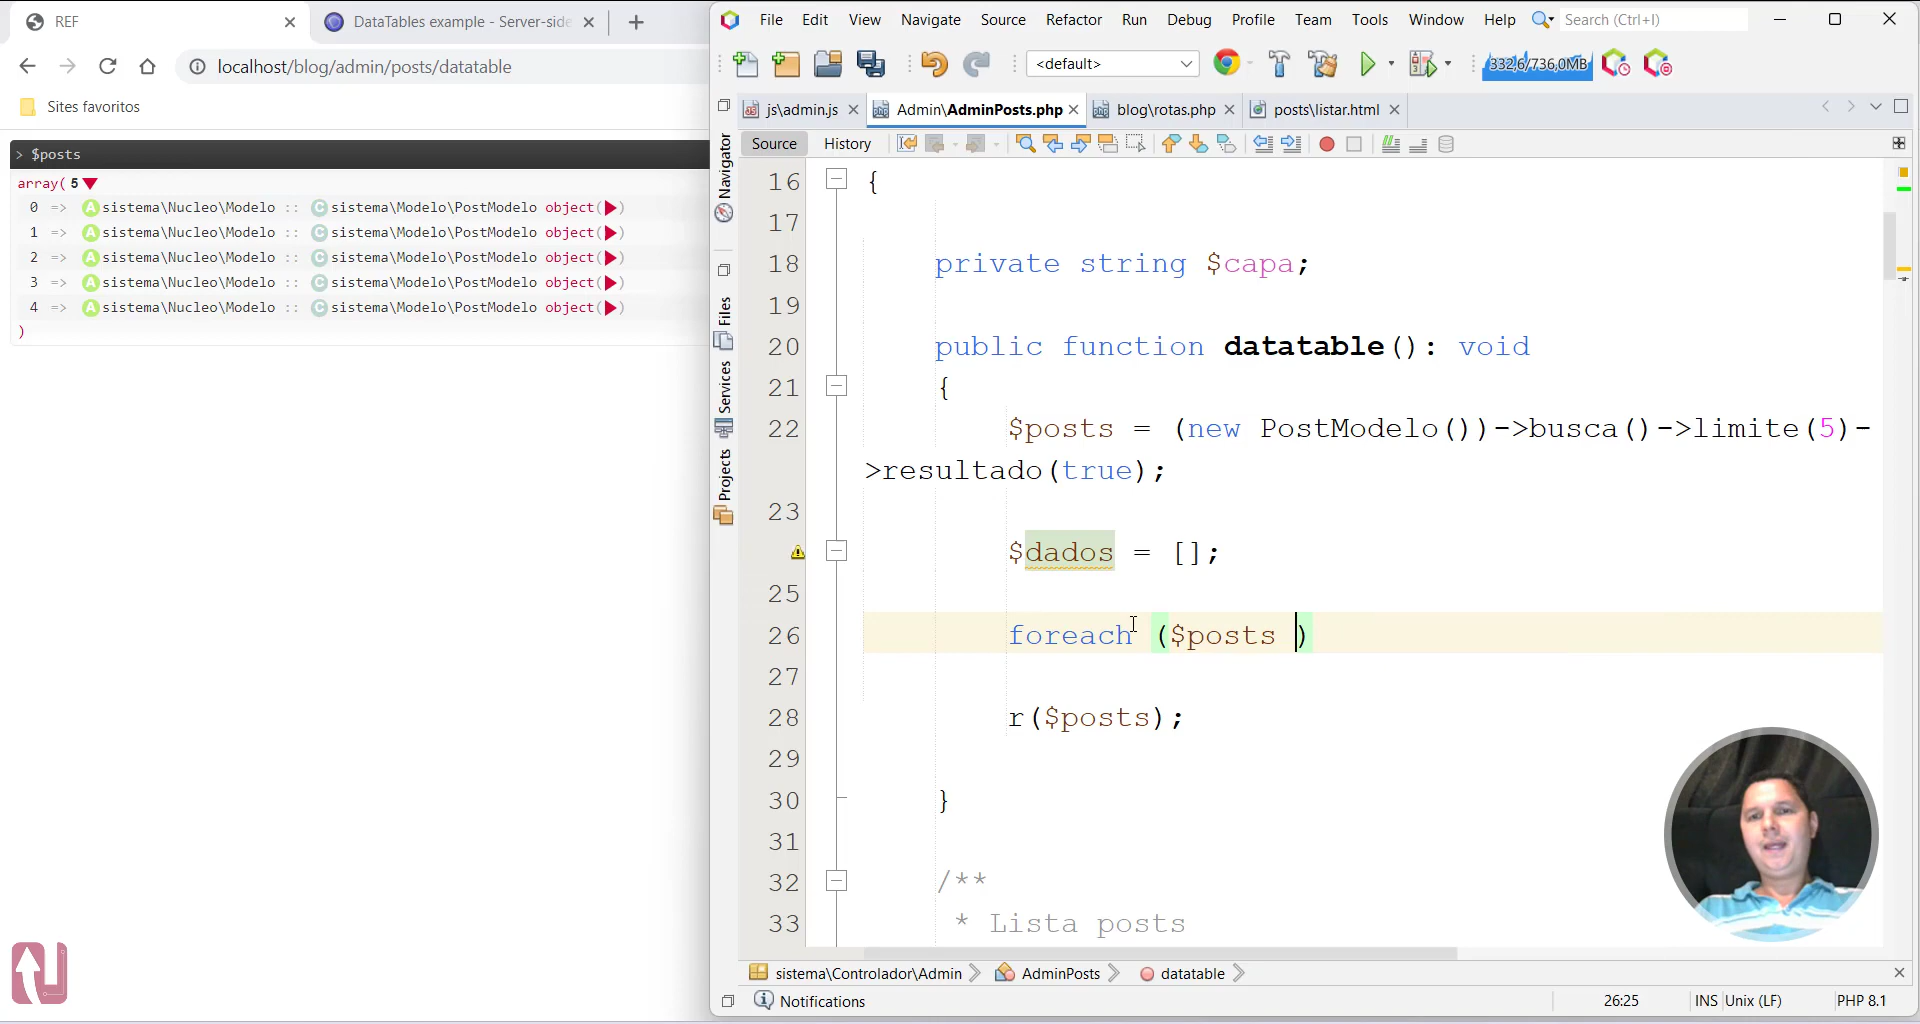 REF
DataTables example - Server-side
File Edit View Navigate Source Refactor Run Debug Profile Team Tools Window Help
Search (Ctrl+I)
localhost/blog/admin/posts/datatable
<default>
332,6/736,0MB
Sites favoritos
js\admin.js
Admin\AdminPosts.php
blog\rotas.php
posts\listar.html
Source
History
Navigator
Files
Services
Projects
> $posts
array( 5
0 => A sistema\Nucleo\Modelo :: C sistema\Modelo\PostModelo object( )
1 => A sistema\Nucleo\Modelo :: C sistema\Modelo\PostModelo object( )
2 => A sistema\Nucleo\Modelo :: C sistema\Modelo\PostModelo object( )
3 => A sistema\Nucleo\Modelo :: C sistema\Modelo\PostModelo object( )
4 => A sistema\Nucleo\Modelo :: C sistema\Modelo\PostModelo object( )
)
16 {
17
18 private string $capa;
19
20 public function datatable(): void
21 {
22 $posts = (new PostModelo())->busca()->limite(5)-
>resultado(true);
23
$dados = [];
25
26 foreach ($posts )
27
28 r($posts);
29
30 }
31
32 /**
33 * Lista posts
sistema\Controlador\Admin
AdminPosts
datatable
Notifications
26:25
INS
Unix (LF)
PHP 8.1